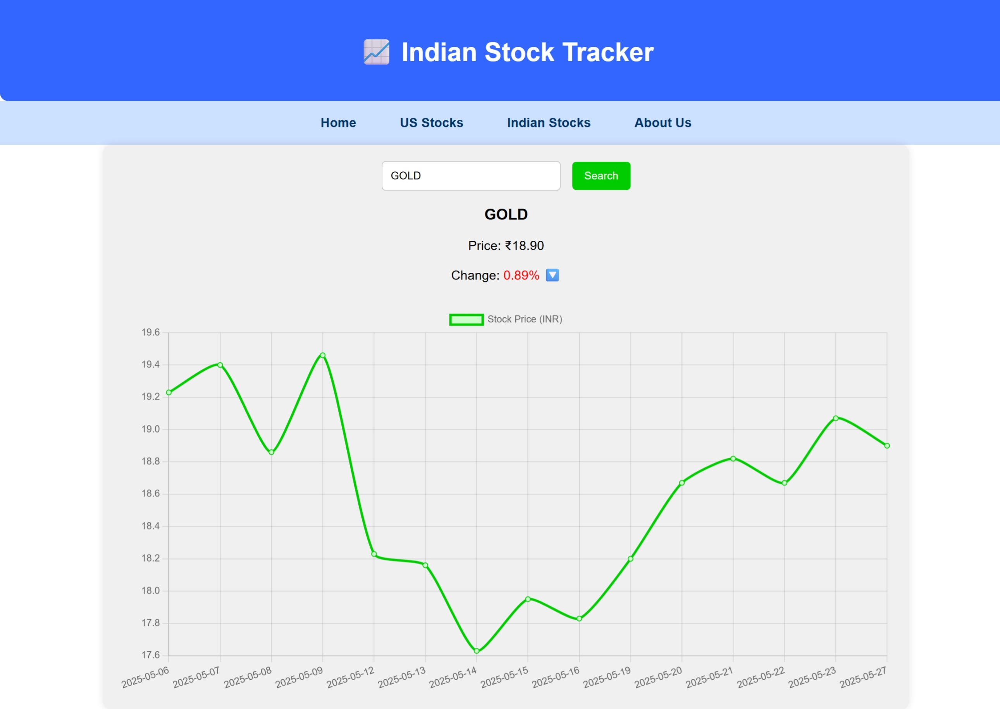 Indian Stock Tracker
Home US Stocks Indian Stocks About Us
GOLD Search
GOLD
Price: ₹18.90
Change: 0.89%
Stock Price (INR)
19.6
19.4
19.2
19.0
18.8
18.6
18.4
18.2
18.0
17.8
17.6
2025-05-06 2025-05-07 2025-05-08 2025-05-09 2025-05-12 2025-05-13 2025-05-14 2025-05-15 2025-05-16 2025-05-19 2025-05-20 2025-05-21 2025-05-22 2025-05-23 2025-05-27